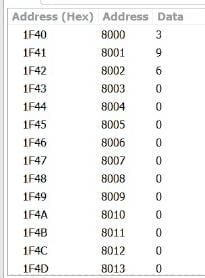 Address (Hex) Address Data
1F40 8000 3
1F41 8001 9
1F42 8002 6
1F43 8003 0
1F44 8004 0
1F45 8005 0
1F46 8006 0
1F47 8007 0
1F48 8008 0
1F49 8009 0
1F4A 8010 0
1F4B 8011 0
1F4C 8012 0
1F4D 8013 0